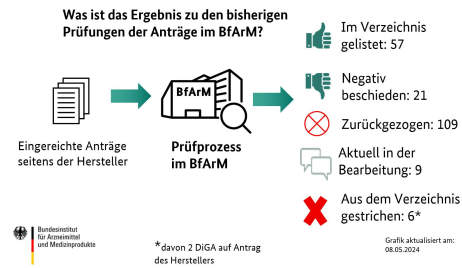 Was ist das Ergebnis zu den bisherigen
Prüfungen der Anträge im BfArM?
Im Verzeichnis
gelistet: 57
Negativ
beschieden: 21
BfArM
Zurückgezogen: 109
Eingereichte Anträge
seitens der Hersteller
Prüfprozess
im BfArM
Aktuell in der
Bearbeitung: 9
Aus dem Verzeichnis
gestrichen: 6*
Bundesinstitut
für Arzneimittel
und Medizinprodukte
*davon 2 DiGA auf Antrag
des Herstellers
Grafik aktualisiert am:
08.05.2024